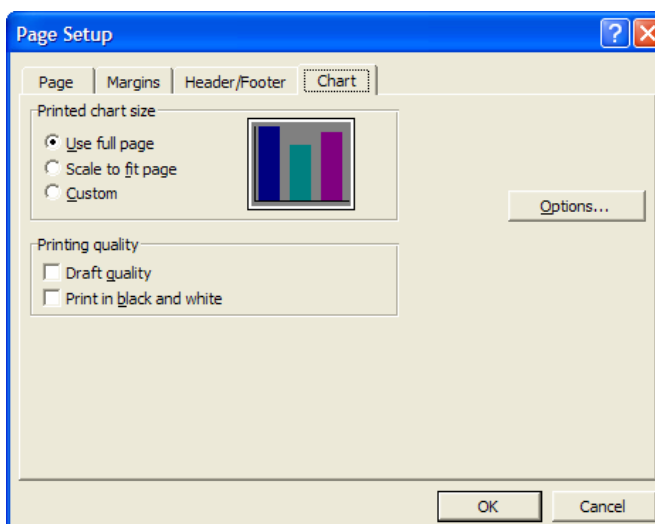 Page Setup
Page Margins Header/Footer Chart
Printed chart size
Use full page
Scale to fit page
Custom
Options...
Printing quality
Draft quality
Print in black and white
OK Cancel